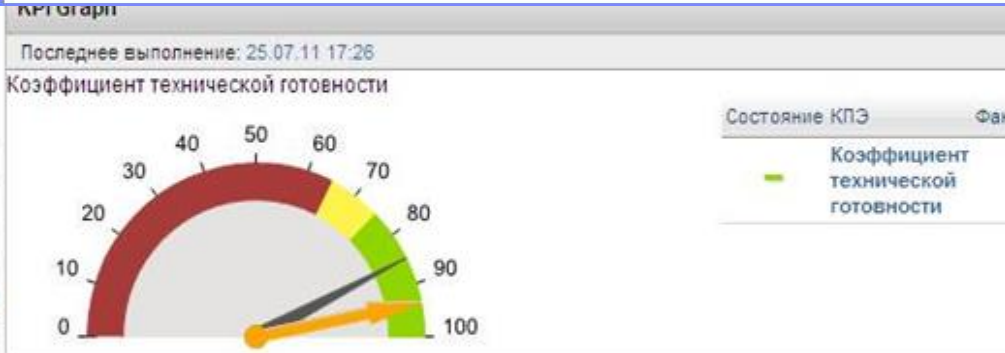 KPI Graph
Последнее выполнение: 25.07.11 17:26
Коэффициент технической готовности
0
10
20
30
40
50
60
70
80
90
100
Состояние КПЭ
Коэффициент
технической
готовности